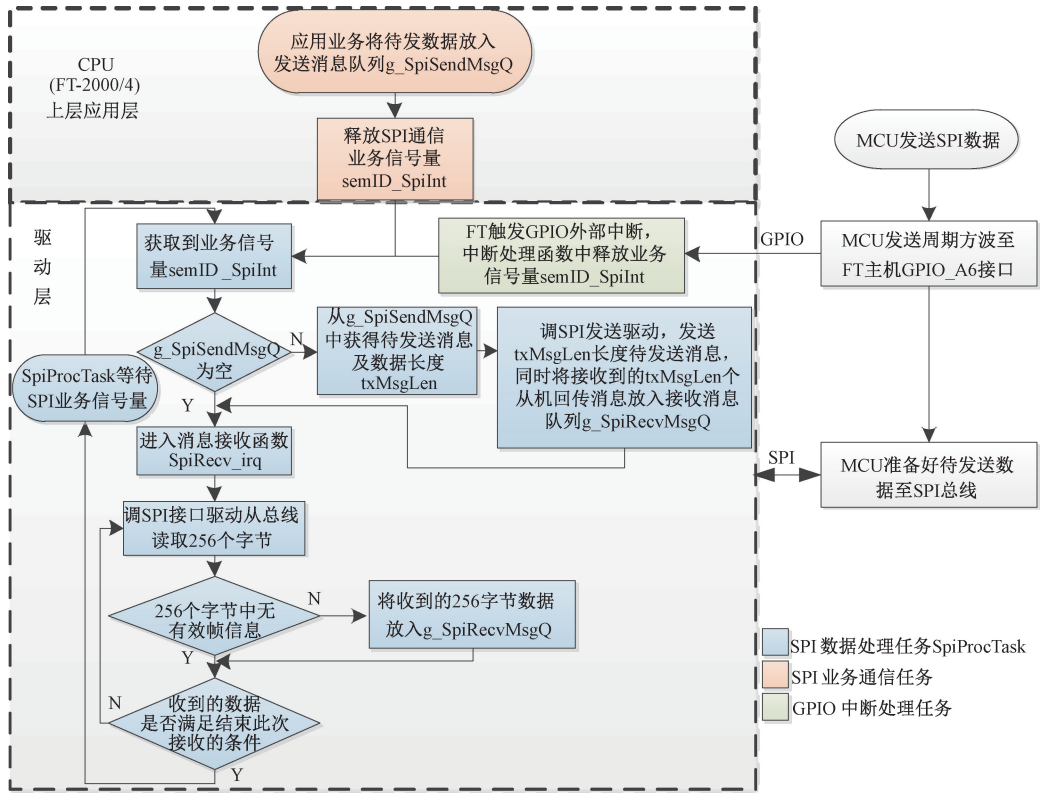 应用业务将待发数据放入
发送消息队列g_SpiSendMsgQ
CPU
(FT-2000/4)
上层应用层
释放SPI通信
业务信号量
semID_SpiInt
MCU发送SPI数据
驱
动
层
获取到业务信号
量semID_SpiInt
FT触发GPIO外部中断，
中断处理函数中释放业务
信号量semID_SpiInt
GPIO
MCU发送周期方波至
FT主机GPIO_A6接口
g_SpiSendMsgQ
为空
N
Y
从g_SpiSendMsgQ
中获得待发送消息
及数据长度
txMsgLen
调SPI发送驱动，发送
txMsgLen长度待发送消息，
同时将接收到的txMsgLen个
从机回传消息放入接收消息
队列g_SpiRecvMsgQ
SpiProcTask等待
SPI业务信号量
进入消息接收函数
SpiRecv_irq
SPI
MCU准备好待发送数
据至SPI总线
调SPI接口驱动从总线
读取256个字节
256个字节中无
有效帧信息
N
Y
将收到的256字节数据
放入g_SpiRecvMsgQ
收到的数据
是否满足结束此次
接收的条件
N
Y
SPI 数据处理任务SpiProcTask
SPI 业务通信任务
GPIO 中断处理任务